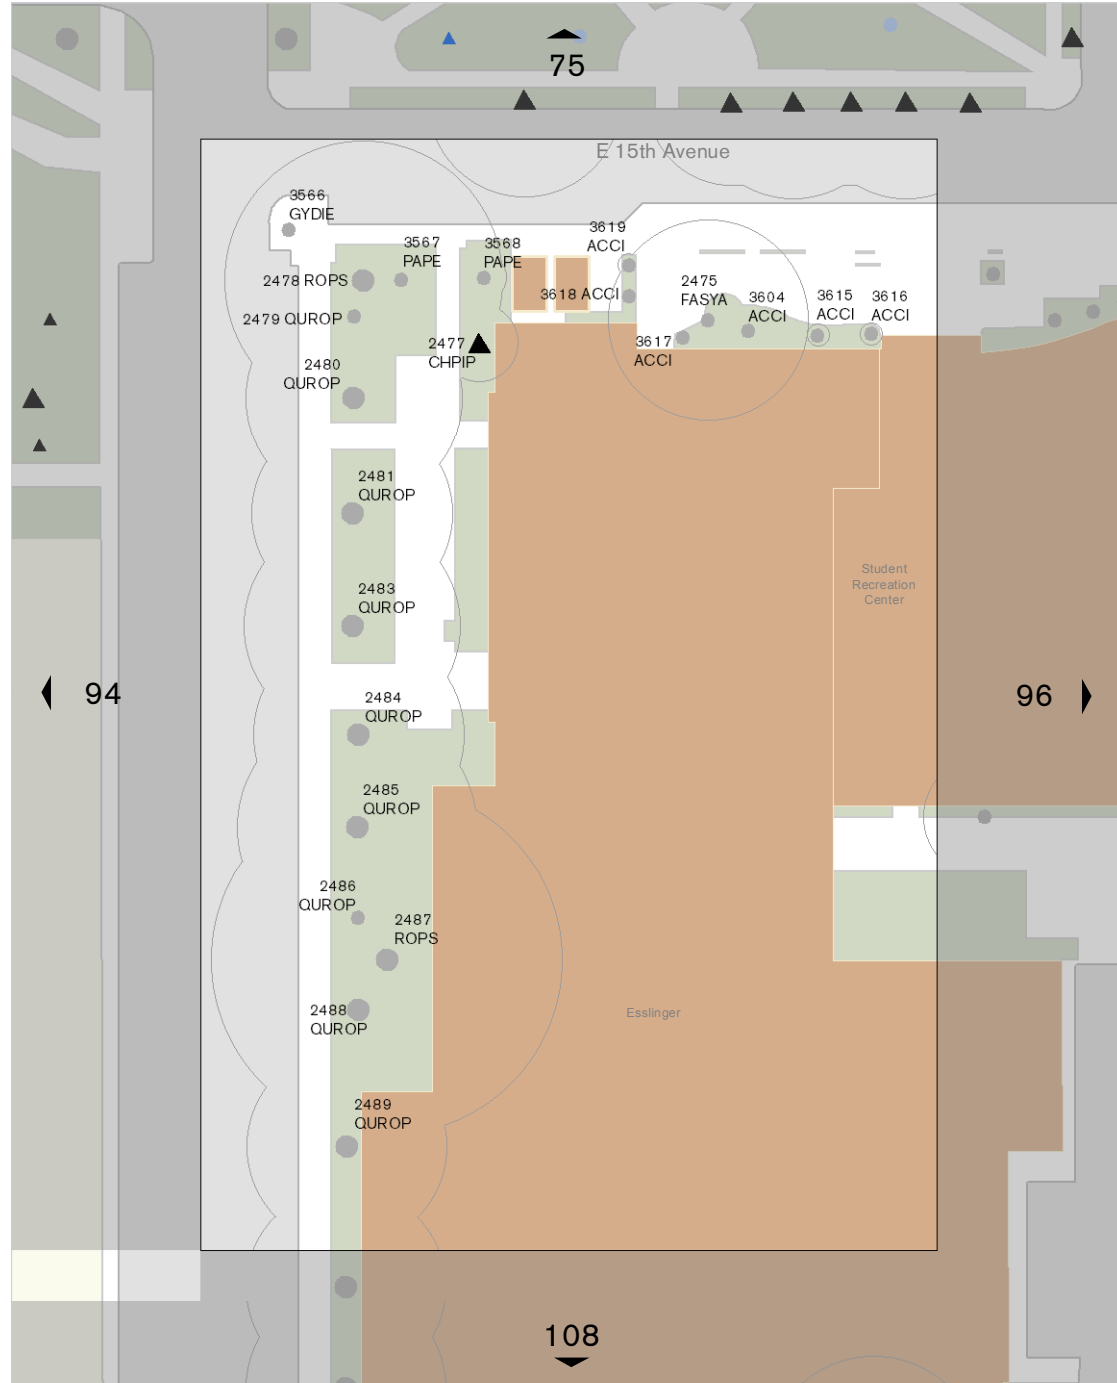 75
E 15th Avenue
3566
GYDIE
3567
PAPE
3568
PAPE
3619
ACCI
2478 ROPS
3618 ACCI
2475
FASYA
3604
ACCI
3615
ACCI
3616
ACCI
2479 QUROP
2477
CHPIP
3617
ACCI
2480
QUROP
2481
QUROP
Student
Recreation
Center
2483
QUROP
94
96
2484
QUROP
2485
QUROP
2486
QUROP
2487
ROPS
2488
QUROP
Esslinger
2489
QUROP
108